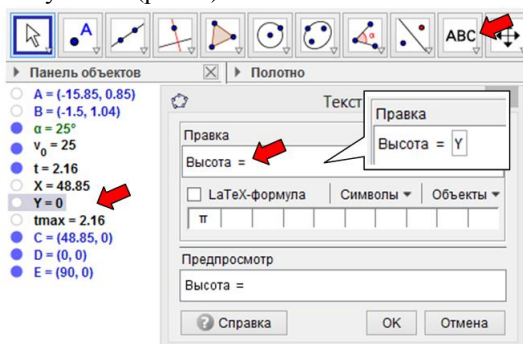 ABC
Панель объектов
Полотно
A = (-15.85, 0.85)
B = (-1.5, 1.04)
α = 25°
v₀ = 25
t = 2.16
X = 48.85
Y = 0
tmax = 2.16
C = (48.85, 0)
D = (0, 0)
E = (90, 0)
Текст
Правка
Высота =
Правка
Высота = Y
LaTeX-формула Символы Объекты
π
Предпросмотр
Высота =
Справка OK Отмена